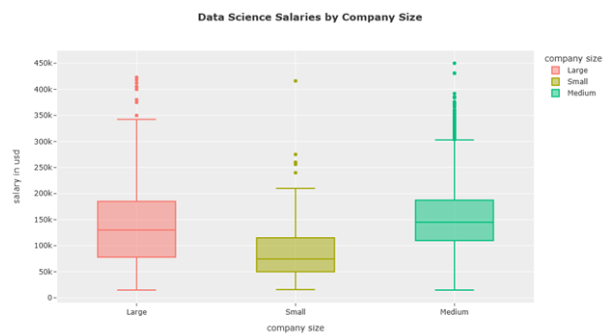 Data Science Salaries by Company Size
company size
Large
Small
Medium
450k
400k
350k
300k
250k
200k
150k
100k
50k
0
salary in usd
Large Small Medium
company size